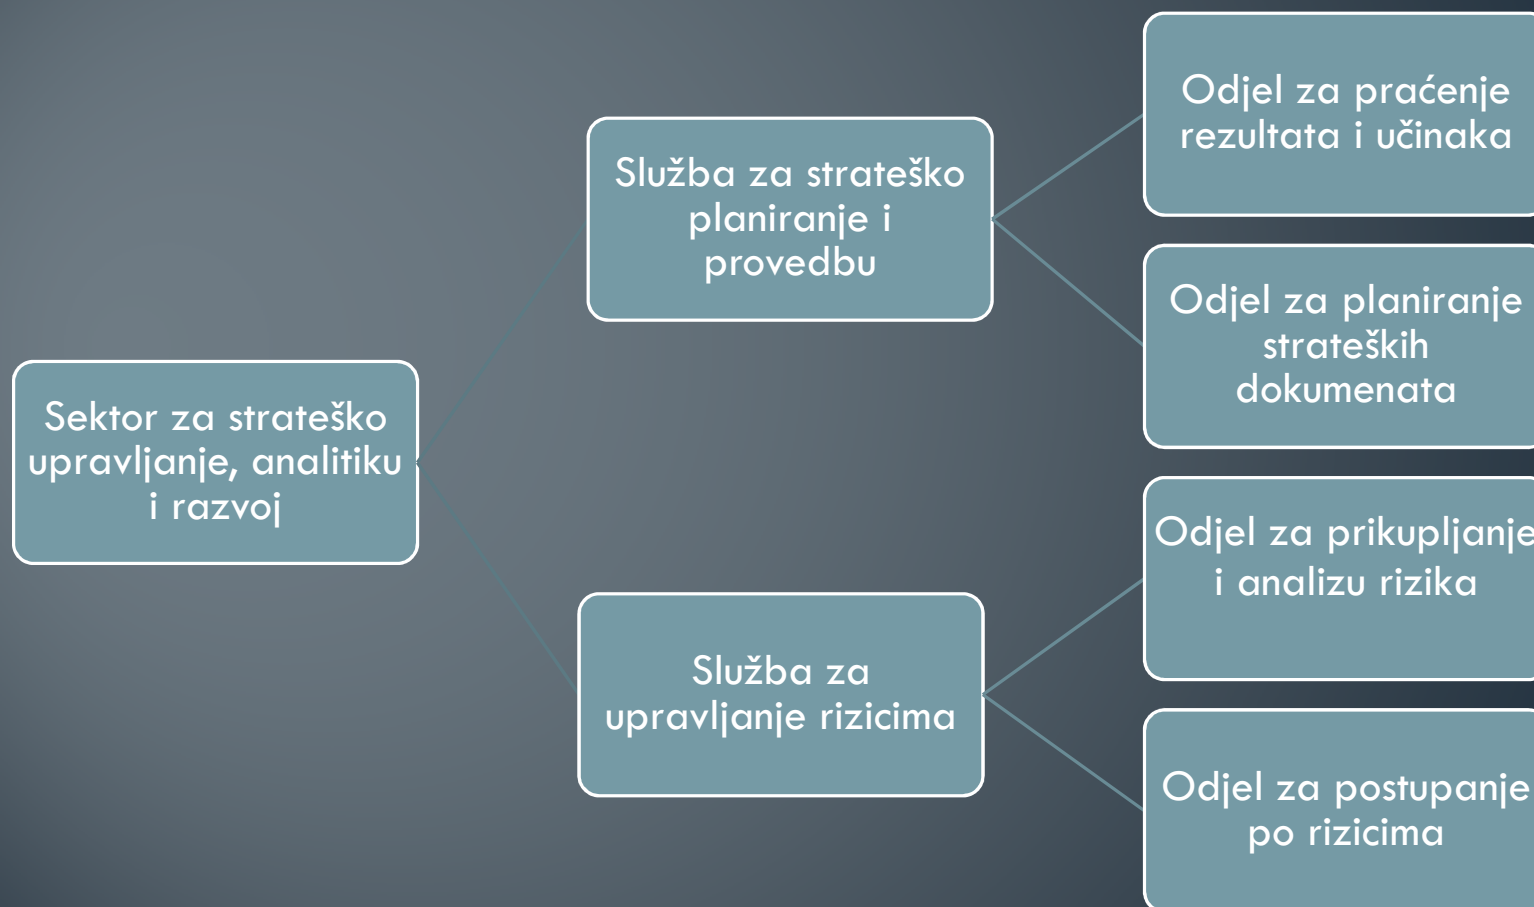 Sektor za strateško
upravljanje, analitiku
i razvoj
Služba za strateško
planiranje i
provedbu
Odjel za praćenje
rezultata i učinaka
Odjel za planiranje
strateških
dokumenata
Služba za
upravljanje rizicima
Odjel za prikupljanje
i analizu rizika
Odjel za postupanje
po rizicima